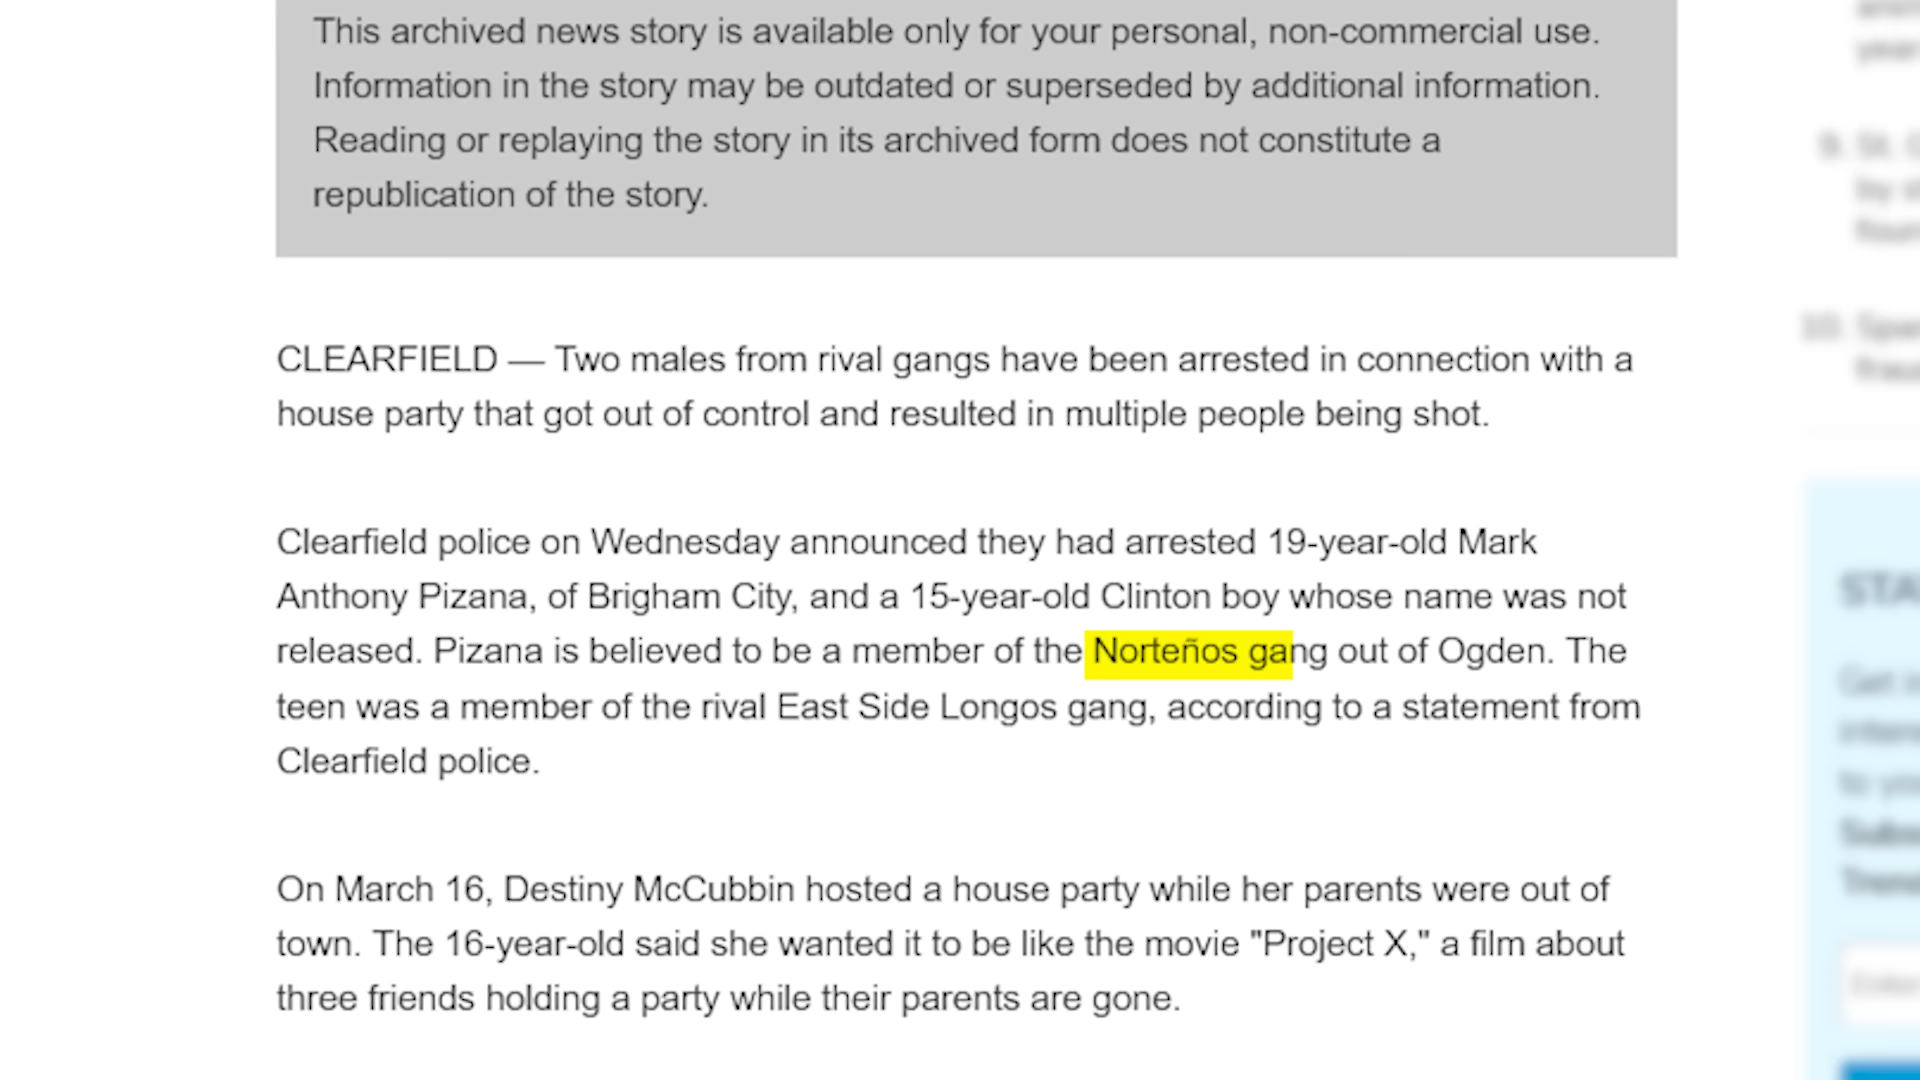 This archived news story is available only for your personal, non-commercial use.
Information in the story may be outdated or superseded by additional information.
Reading or replaying the story in its archived form does not constitute a
republication of the story.
CLEARFIELD — Two males from rival gangs have been arrested in connection with a
house party that got out of control and resulted in multiple people being shot.
Clearfield police on Wednesday announced they had arrested 19-year-old Mark
Anthony Pizana, of Brigham City, and a 15-year-old Clinton boy whose name was not
released. Pizana is believed to be a member of the Norteños gang out of Ogden. The
teen was a member of the rival East Side Longos gang, according to a statement from
Clearfield police.
On March 16, Destiny McCubbin hosted a house party while her parents were out of
town. The 16-year-old said she wanted it to be like the movie "Project X," a film about
three friends holding a party while their parents are gone.
year
9. St.
by
10.
Get
to